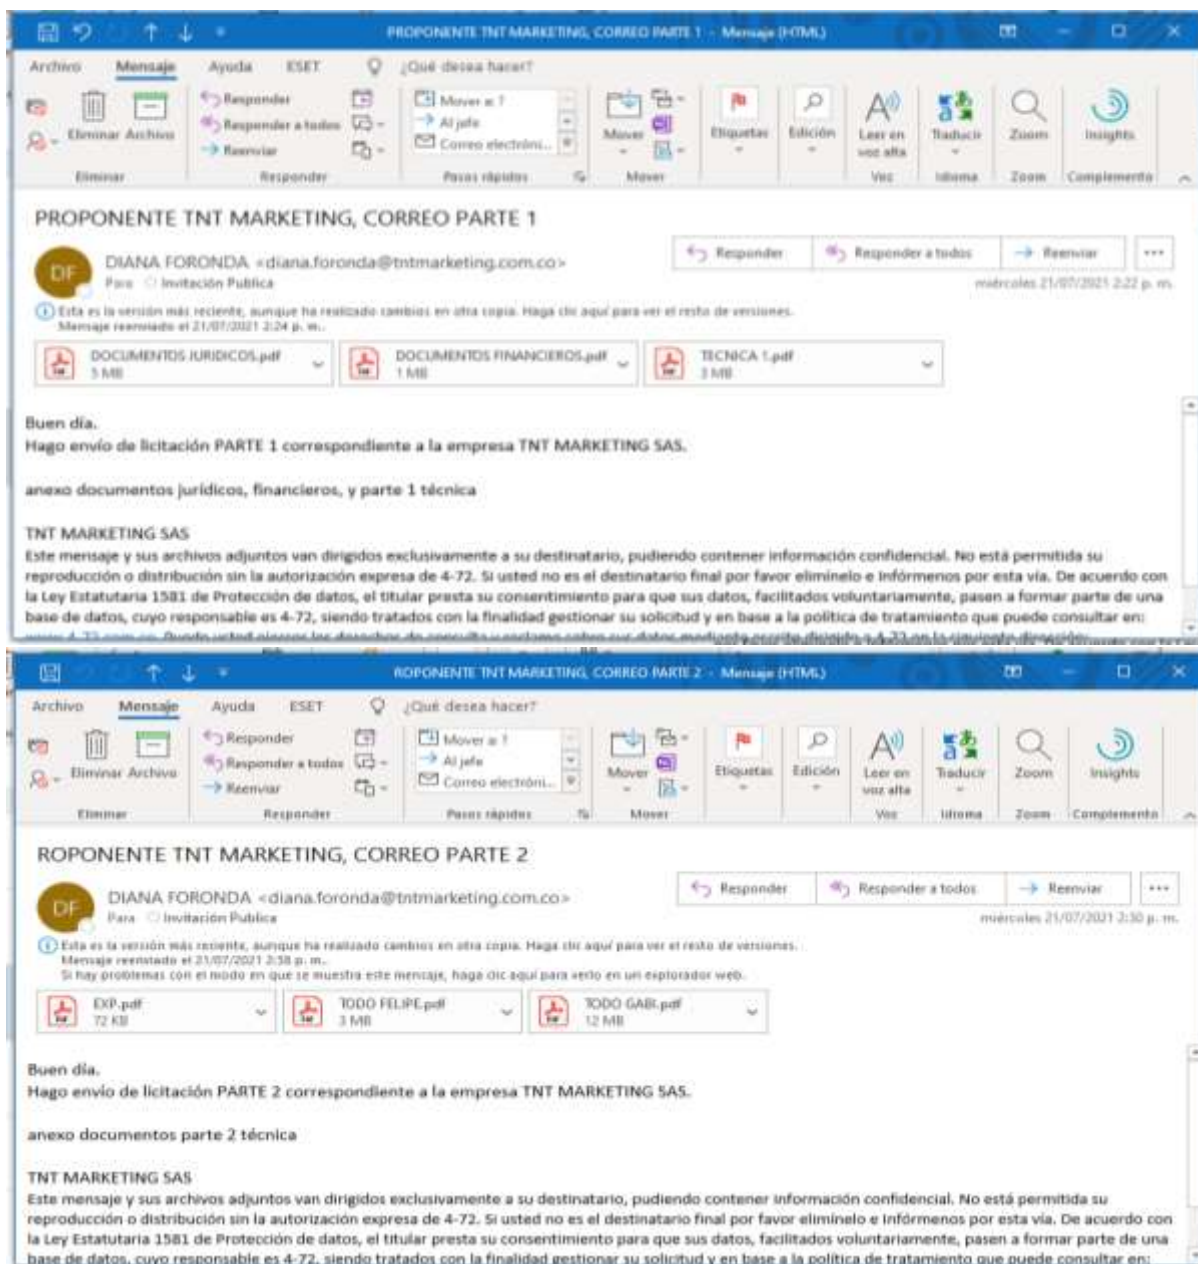 PROPONENTE TNT MARKETING, CORREO PARTE 1 - Mensaje (HTML)
Archivo Mensaje Ayuda ESET ¿Qué desea hacer?
Eliminar Archivo
Responder
Responder a todos
Reenviar
Mover a: ?
Al jefe
Correo electróni...
Mover Etiquetas Edición Leer en voz alta Traducir Zoom Insights
Eliminar Responder Pasos rápidos Mover Voz Idioma Zoom Complemento
PROPONENTE TNT MARKETING, CORREO PARTE 1
Responder Responder a todos Reenviar
DF
DIANA FORONDA <diana.foronda@tntmarketing.com.co>
Para Invitación Publica
miércoles 21/07/2021 2:22 p. m.
Esta es la versión más reciente, aunque ha realizado cambios en otra copia. Haga clic aquí para ver el resto de versiones.
Mensaje reenviado el 21/07/2021 2:24 p. m..
DOCUMENTOS JURIDICOS.pdf DOCUMENTOS FINANCIEROS.pdf TECNICA 1.pdf
5 MB 1 MB 3 MB
Buen día.
Hago envío de licitación PARTE 1 correspondiente a la empresa TNT MARKETING SAS.
anexo documentos jurídicos, financieros, y parte 1 técnica
TNT MARKETING SAS
Este mensaje y sus archivos adjuntos van dirigidos exclusivamente a su destinatario, pudiendo contener información confidencial. No está permitida su
reproducción o distribución sin la autorización expresa de 4-72. Si usted no es el destinatario final por favor elimínelo e Infórmenos por esta vía. De acuerdo con
la Ley Estatutaria 1581 de Protección de datos, el titular presta su consentimiento para que sus datos, facilitados voluntariamente, pasen a formar parte de una
base de datos, cuyo responsable es 4-72, siendo tratados con la finalidad gestionar su solicitud y en base a la política de tratamiento que puede consultar en:
ROPONENTE TNT MARKETING, CORREO PARTE 2 - Mensaje (HTML)
Archivo Mensaje Ayuda ESET ¿Qué desea hacer?
Eliminar Archivo
Responder
Responder a todos
Reenviar
Mover a: ?
Al jefe
Correo electróni...
Mover Etiquetas Edición Leer en voz alta Traducir Zoom Insights
Eliminar Responder Pasos rápidos Mover Voz Idioma Zoom Complemento
ROPONENTE TNT MARKETING, CORREO PARTE 2
Responder Responder a todos Reenviar
DF
DIANA FORONDA <diana.foronda@tntmarketing.com.co>
Para Invitación Publica
miércoles 21/07/2021 2:30 p. m.
Esta es la versión más reciente, aunque ha realizado cambios en otra copia. Haga clic aquí para ver el resto de versiones.
Mensaje reenviado el 21/07/2021 2:38 p. m..
Si hay problemas con el modo en que se muestra este mensaje, haga clic aquí para verlo en un explorador web.
EXP.pdf TODO FELIPE.pdf TODO GABI.pdf
72 KB 3 MB 12 MB
Buen día.
Hago envío de licitación PARTE 2 correspondiente a la empresa TNT MARKETING SAS.
anexo documentos parte 2 técnica
TNT MARKETING SAS
Este mensaje y sus archivos adjuntos van dirigidos exclusivamente a su destinatario, pudiendo contener información confidencial. No está permitida su
reproducción o distribución sin la autorización expresa de 4-72. Si usted no es el destinatario final por favor elimínelo e Infórmenos por esta vía. De acuerdo con
la Ley Estatutaria 1581 de Protección de datos, el titular presta su consentimiento para que sus datos, facilitados voluntariamente, pasen a formar parte de una
base de datos, cuyo responsable es 4-72, siendo tratados con la finalidad gestionar su solicitud y en base a la política de tratamiento que puede consultar en: